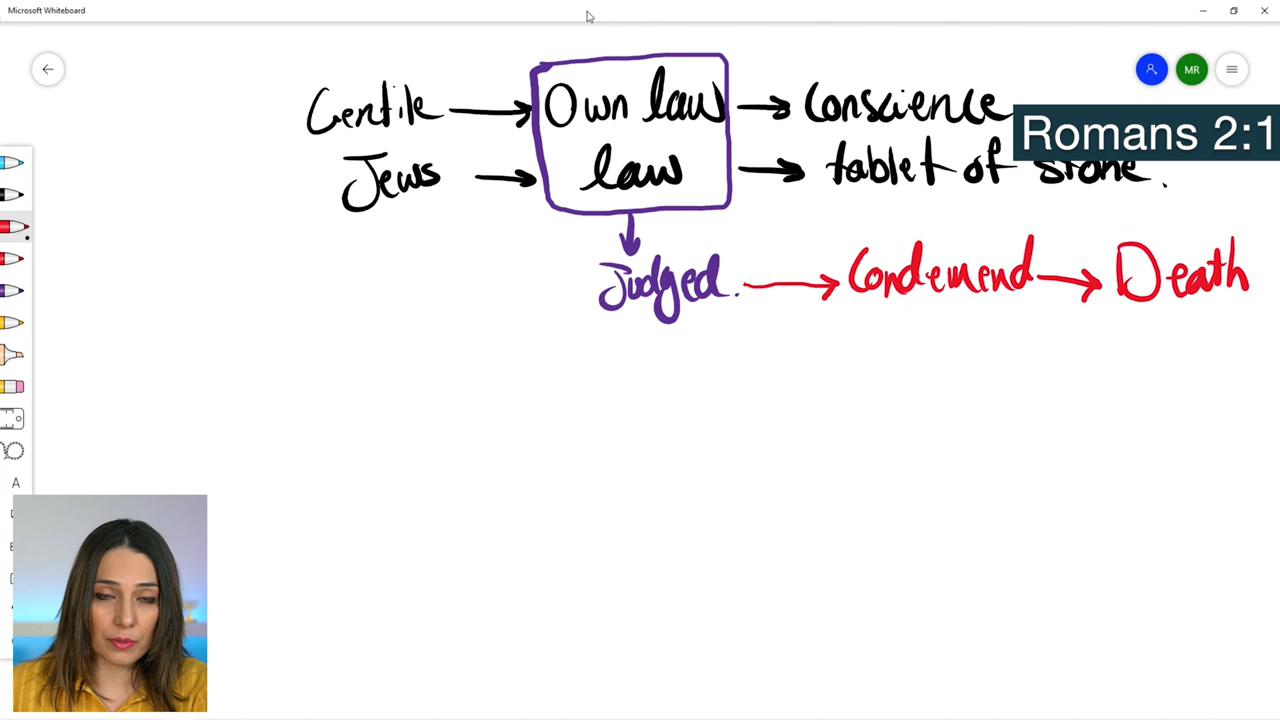 Microsoft Whiteboard
MR
Gentile → Own law → Conscience
Romans 2:1
Jews → law → tablet of stone.
Judged. → Condemend → Death
A